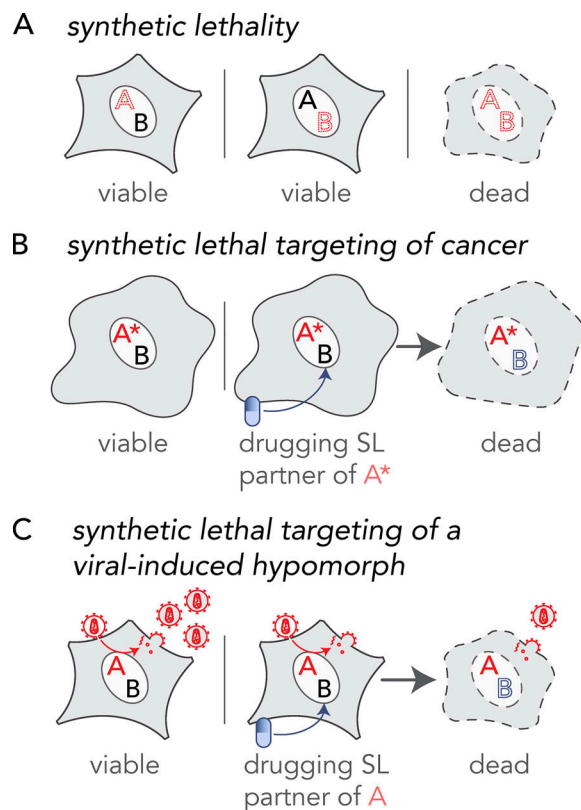 A synthetic lethality
A B
A B
A B
viable viable dead
B synthetic lethal targeting of cancer
A* B
A* B
A* B
viable drugging SL partner of A* dead
C synthetic lethal targeting of a
viral-induced hypomorph
A B
A B
A B
viable drugging SL partner of A dead